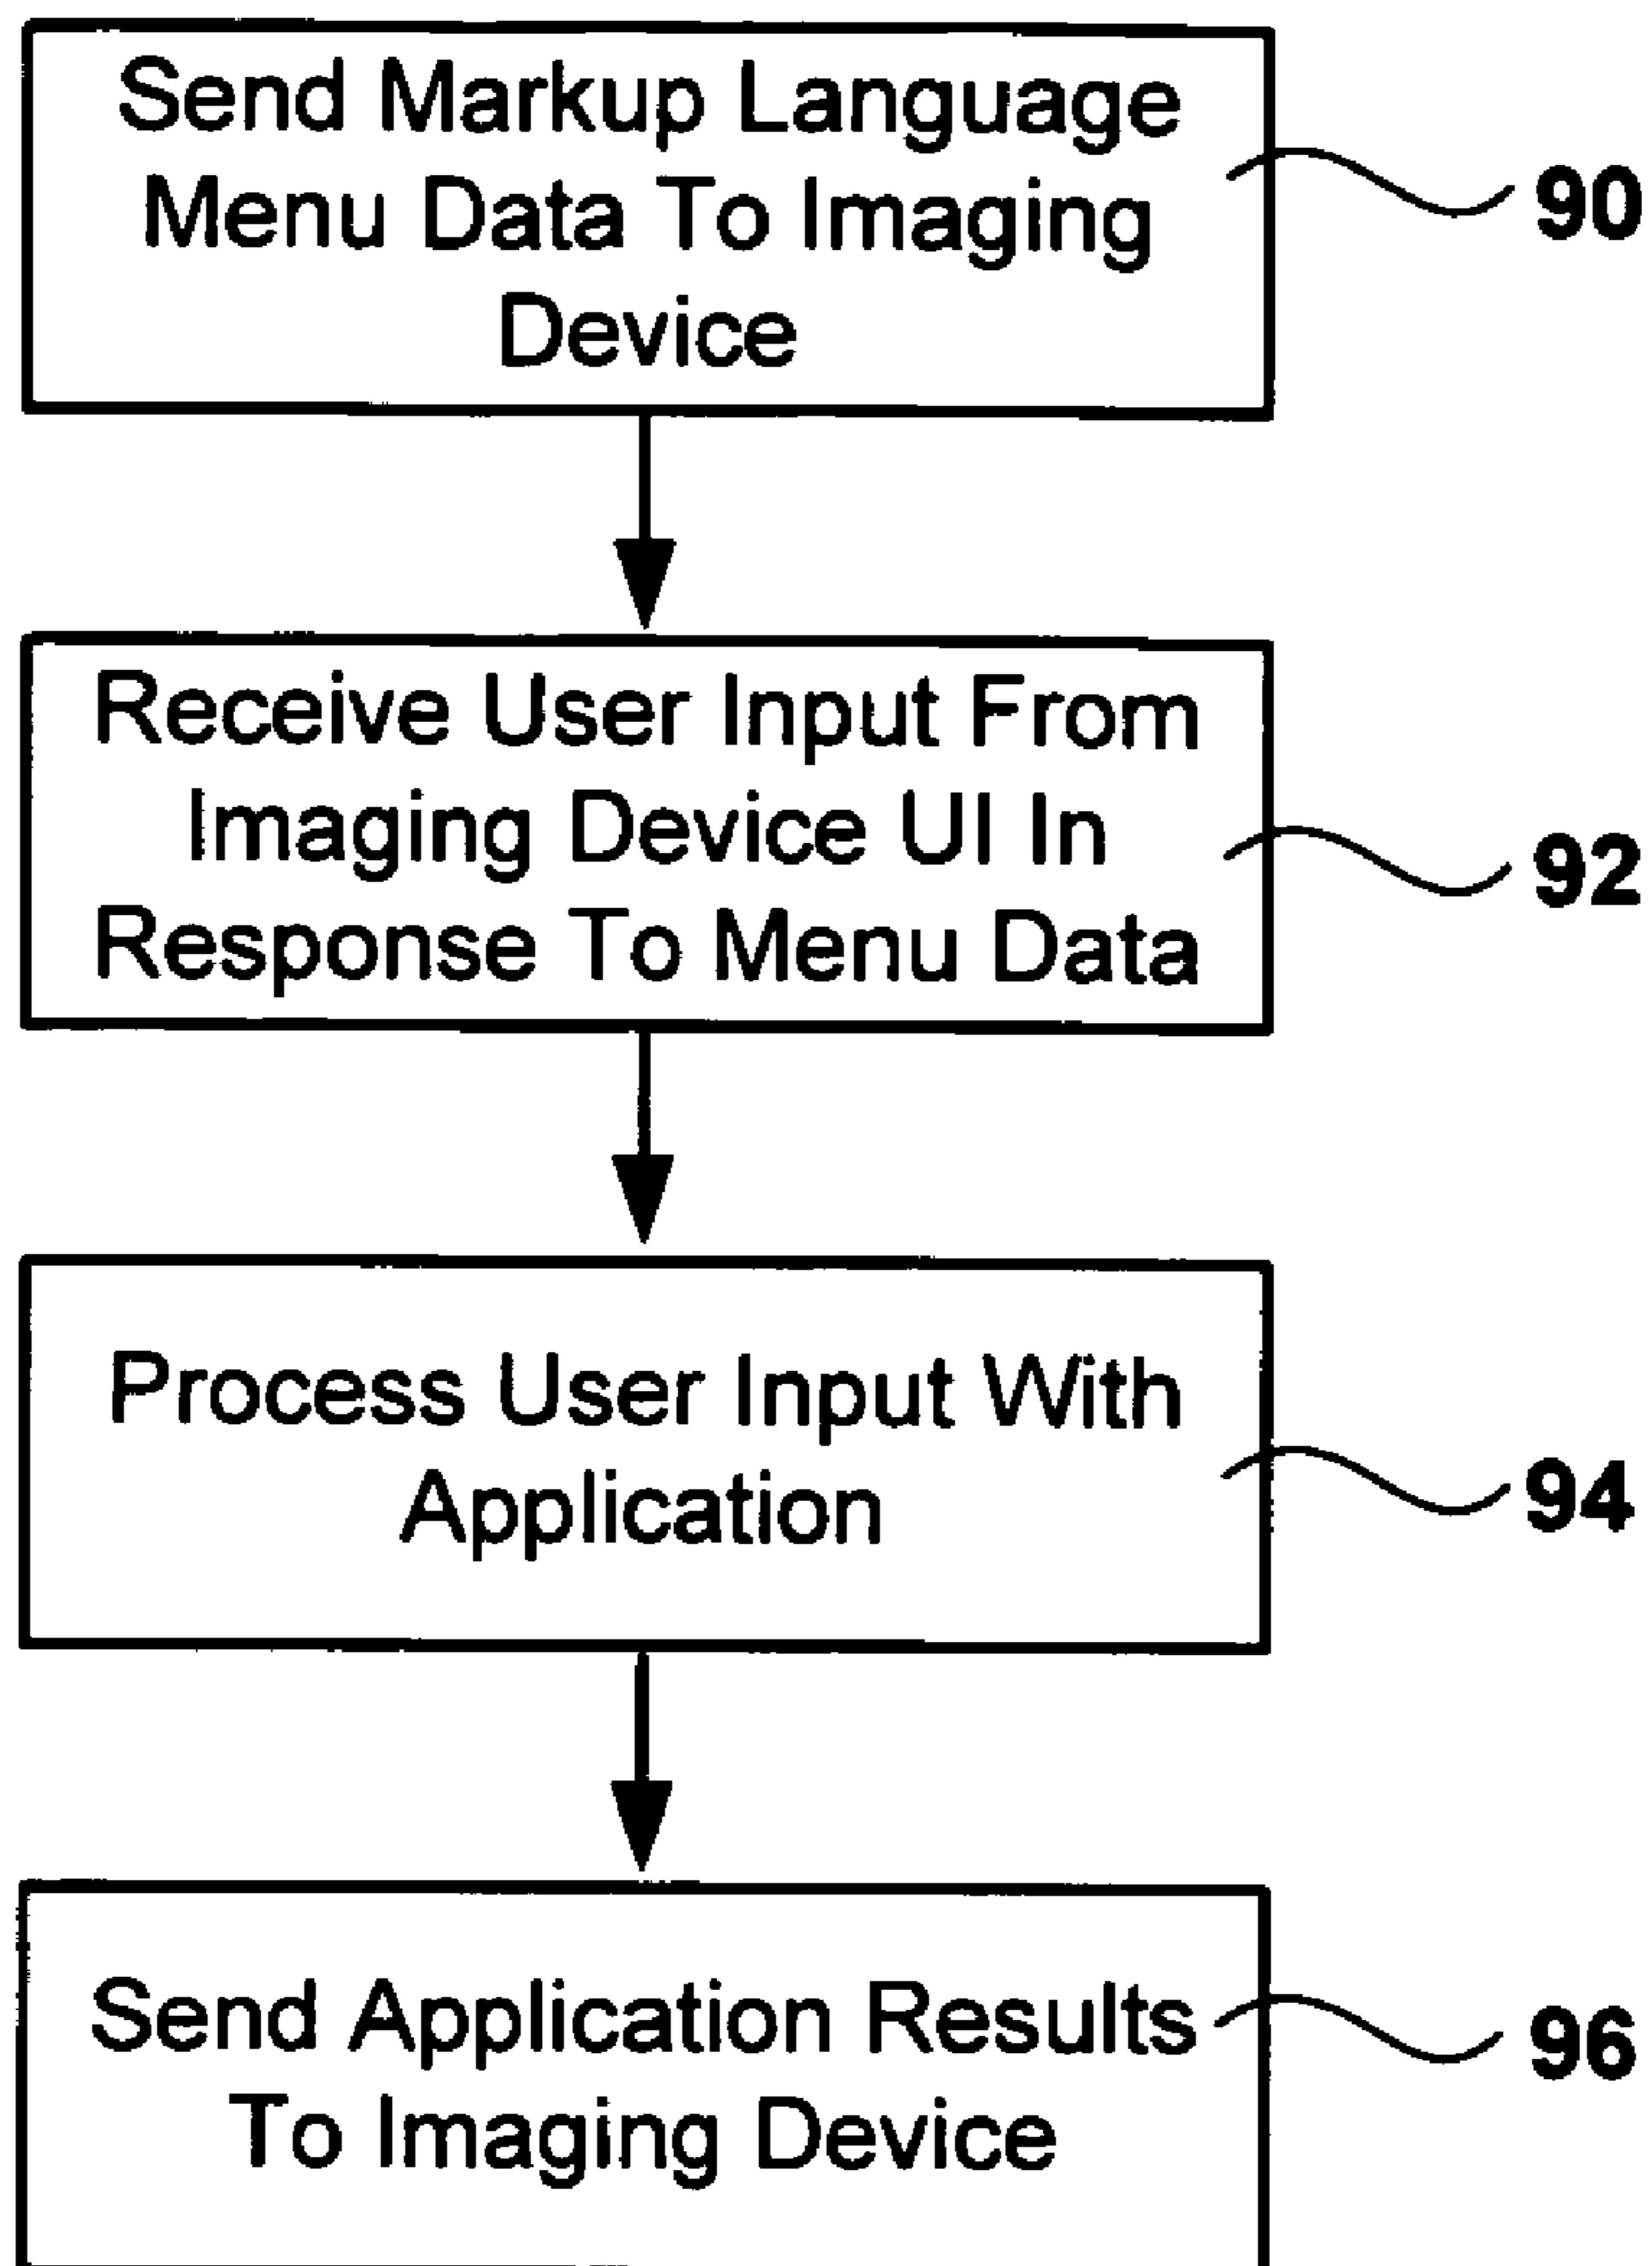 Send Markup Language
Menu Data To Imaging
Device
90
Receive User Input From
Imaging Device UI In
Response To Menu Data
92
Process User Input With
Application
94
Send Application Results
To Imaging Device
96